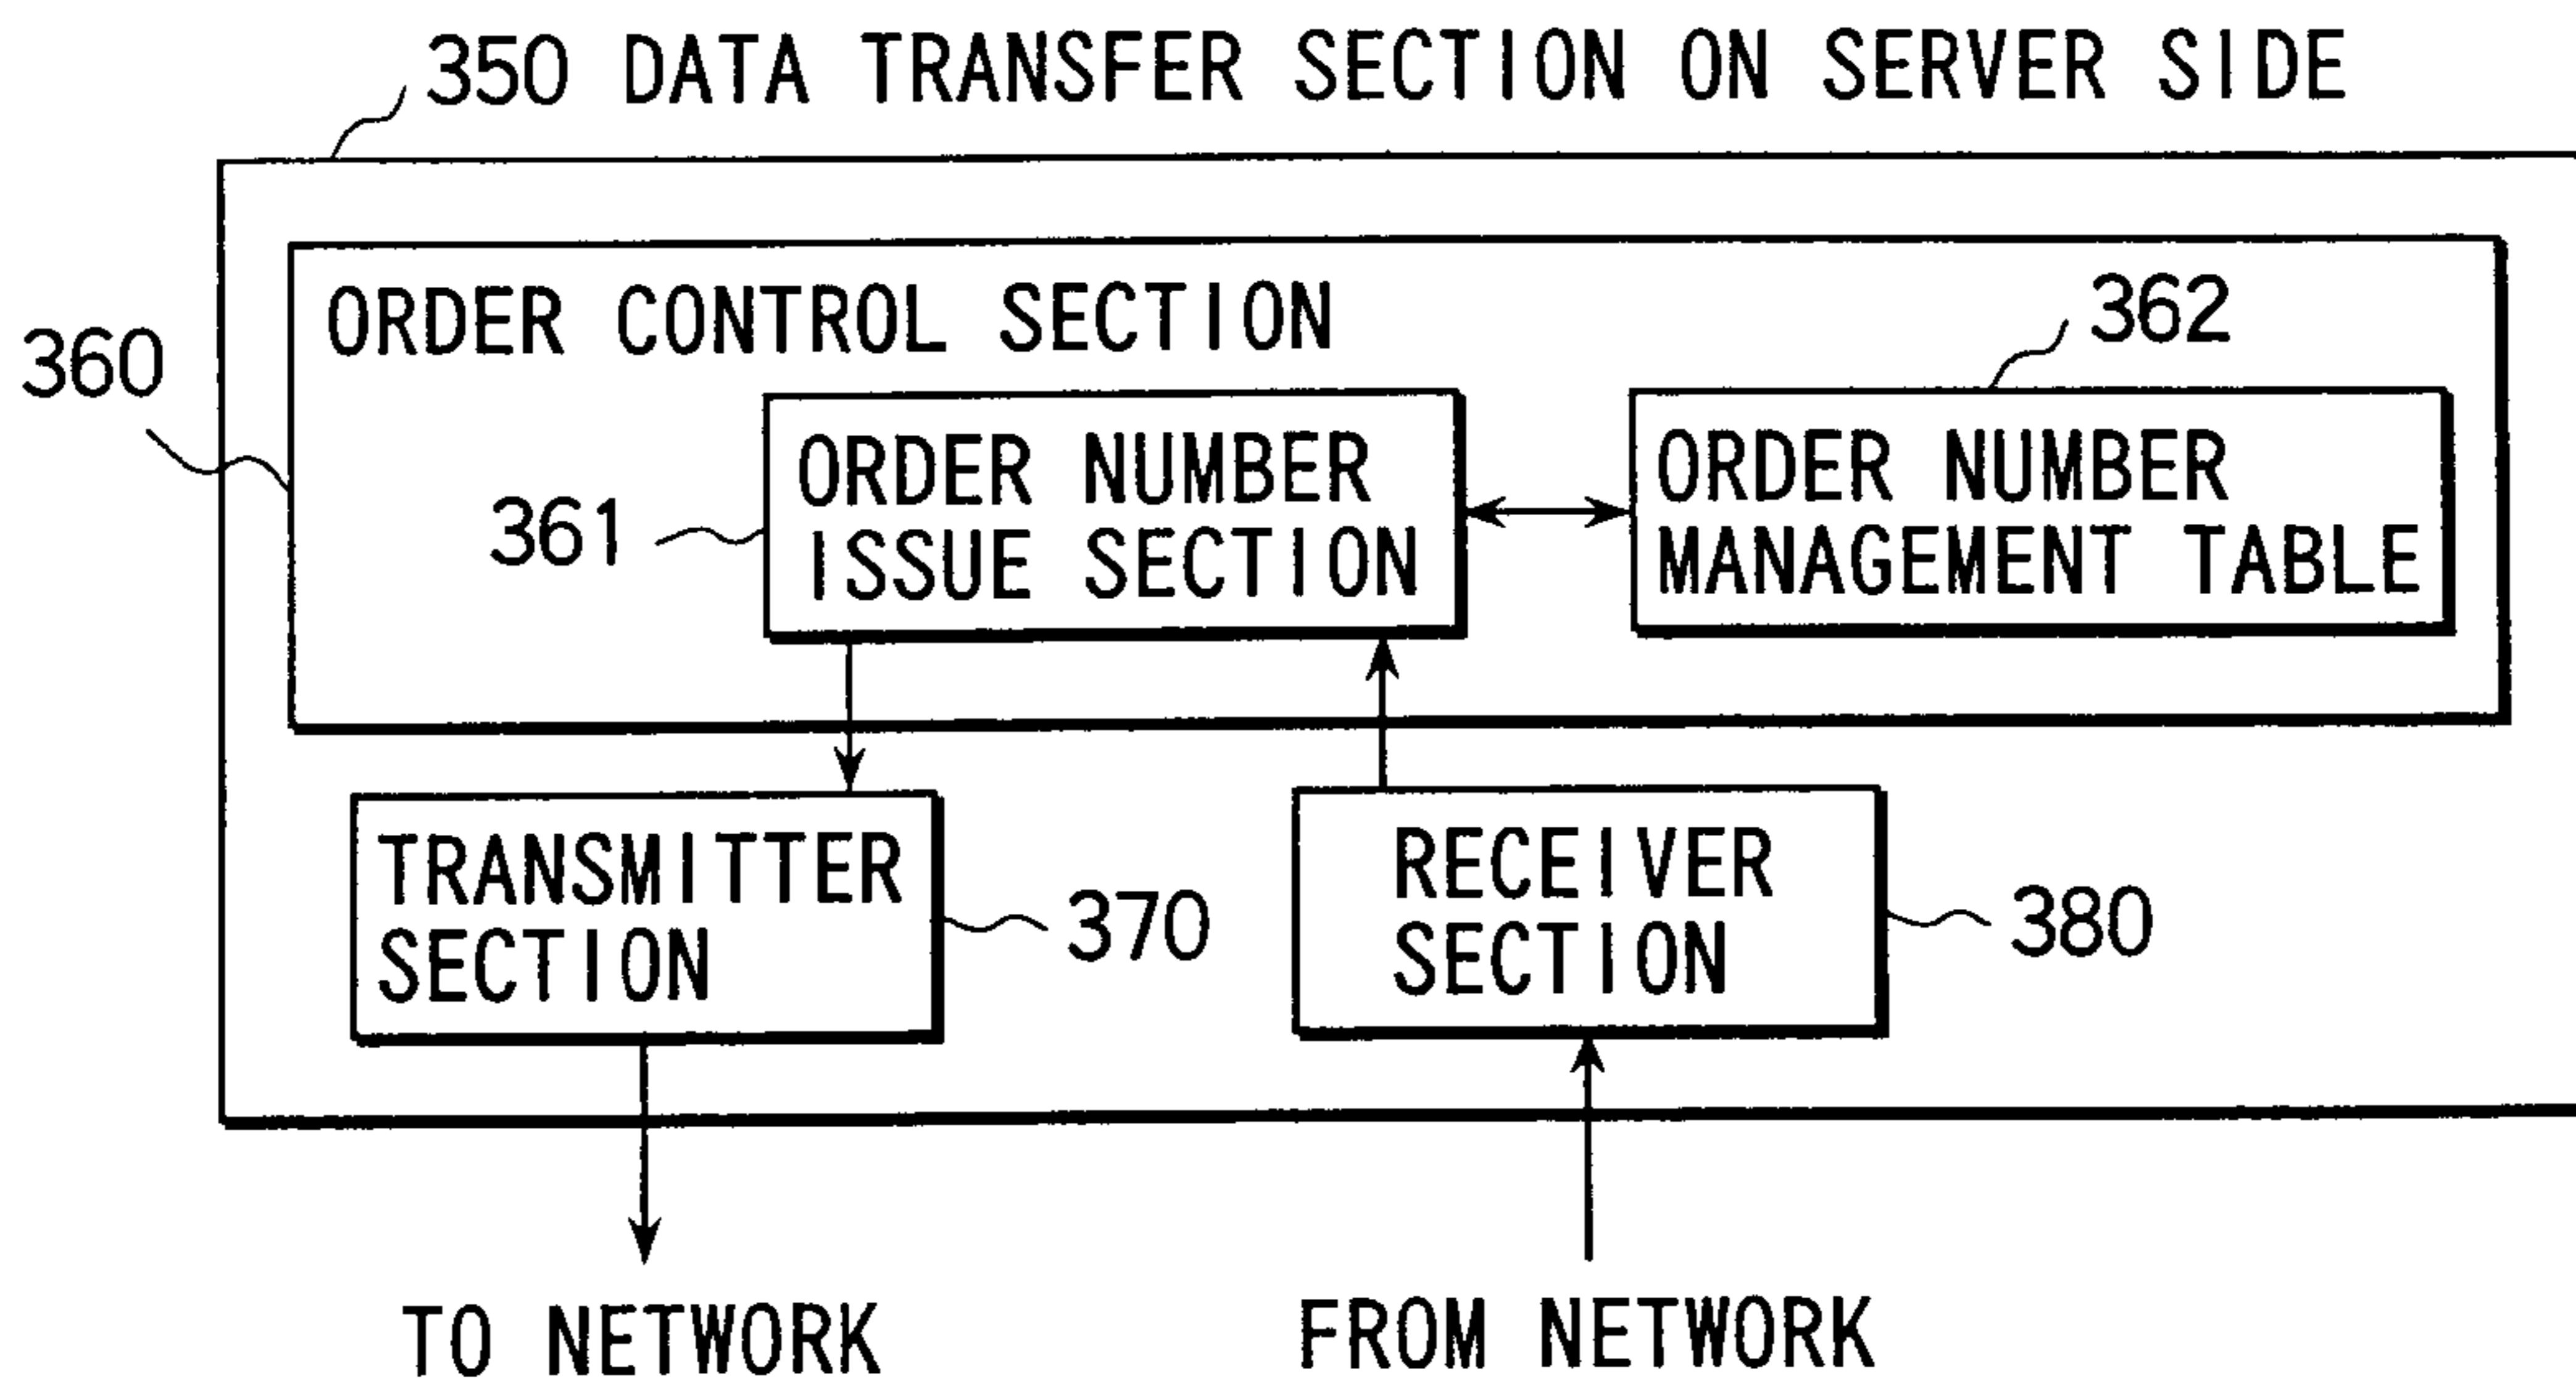 350 DATA TRANSFER SECTION ON SERVER SIDE
ORDER CONTROL SECTION
362
360
ORDER NUMBER
ISSUE SECTION
ORDER NUMBER
MANAGEMENT TABLE
361
TRANSMITTER
SECTION
370
RECEIVER
SECTION
380
TO NETWORK
FROM NETWORK